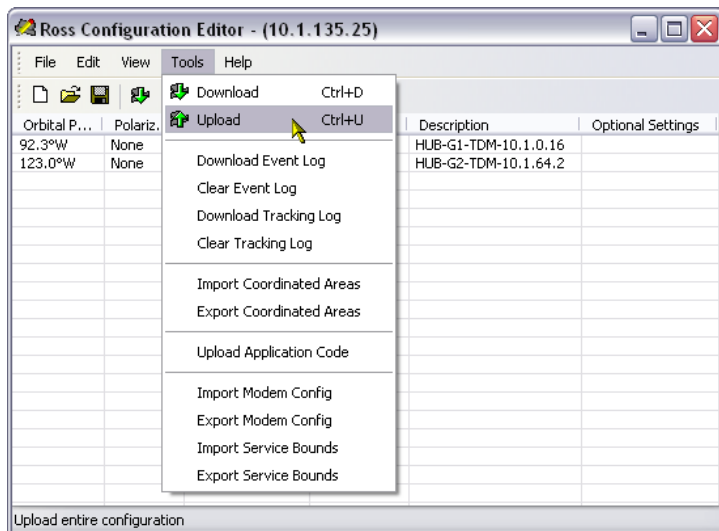 Ross Configuration Editor - (10.1.135.25)
File Edit View Tools Help
Orbital P... Polariz. Description Optional Settings
92.3°W None HUB-G1-TDM-10.1.0.16
123.0°W None HUB-G2-TDM-10.1.64.2
Download Ctrl+D
Upload Ctrl+U
Download Event Log
Clear Event Log
Download Tracking Log
Clear Tracking Log
Import Coordinated Areas
Export Coordinated Areas
Upload Application Code
Import Modem Config
Export Modem Config
Import Service Bounds
Export Service Bounds
Upload entire configuration